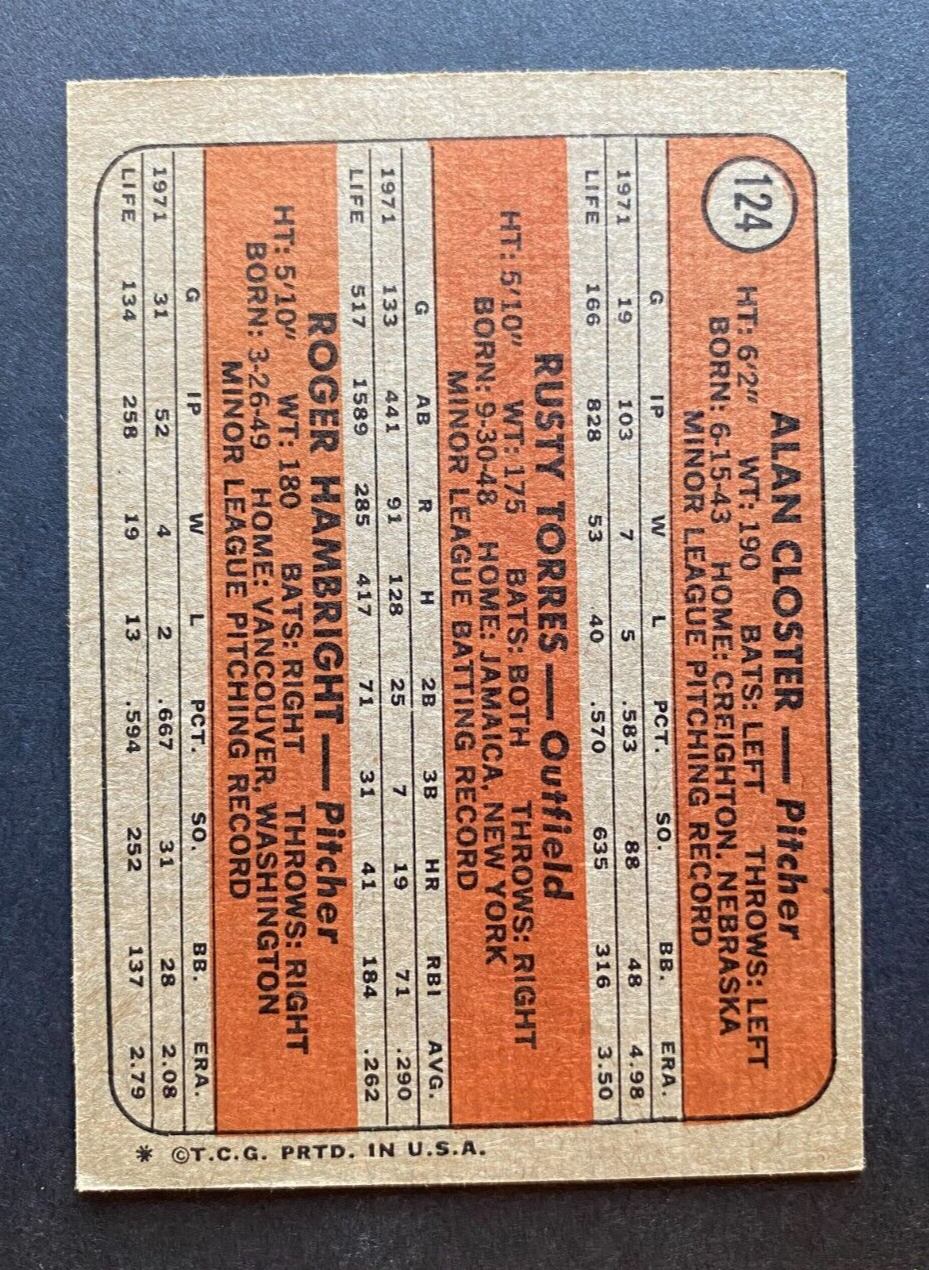 124
ALAN CLOSTER — Pitcher
HT: 6'2" WT: 190 BATS: LEFT THROWS: LEFT
BORN: 6-15-43 HOME: CREIGHTON, NEBRASKA
MINOR LEAGUE PITCHING RECORD
G IP W L PCT. SO. BB. ERA.
1971 19 103 7 5 .583 88 48 4.98
LIFE 166 828 53 40 .570 635 316 3.50
RUSTY TORRES — Outfield
HT: 5'10" WT: 175 BATS: BOTH THROWS: RIGHT
BORN: 9-30-48 HOME: JAMAICA, NEW YORK
MINOR LEAGUE BATTING RECORD
G AB R H 2B 3B HR RBI AVG.
1971 133 441 91 128 25 7 19 71 .290
LIFE 517 1589 285 417 71 31 41 184 .262
ROGER HAMBRIGHT — Pitcher
HT: 5'10" WT: 180 BATS: RIGHT THROWS: RIGHT
BORN: 3-26-49 HOME: VANCOUVER, WASHINGTON
MINOR LEAGUE PITCHING RECORD
G IP W L PCT. SO. BB. ERA.
1971 31 52 4 2 .667 31 28 2.08
LIFE 134 258 19 13 .594 252 137 2.79
* ©T.C.G. PRTD. IN U.S.A.